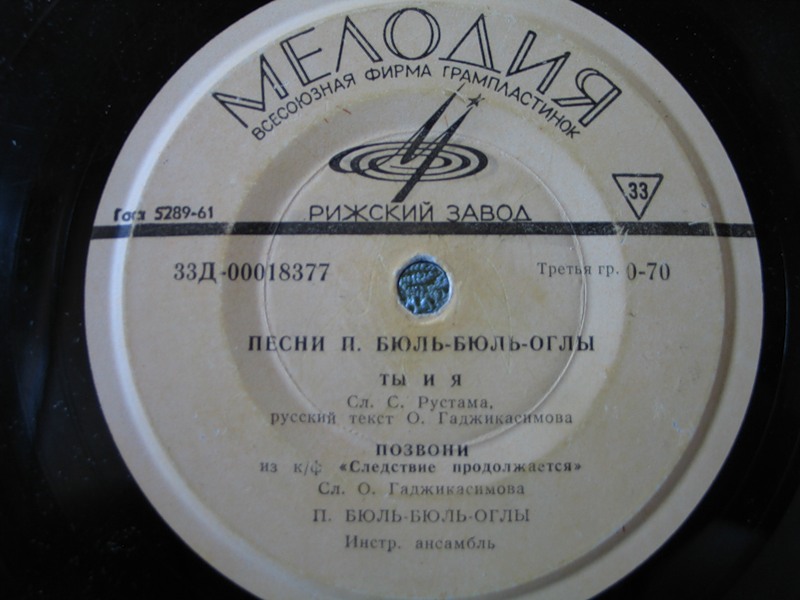 МЕЛОДИЯ
ВСЕСОЮЗНАЯ ФИРМА ГРАМПЛАСТИНОК
33
Гост 5289-61
РИЖСКИЙ ЗАВОД
33Д-00018377
Третья гр. 0-70
ПЕСНИ П. БЮЛЬ-БЮЛЬ-ОГЛЫ
ТЫ И Я
Сл. С. Рустама,
русский текст О. Гаджикасимова
ПОЗВОНИ
из к/ф «Следствие продолжается»
Сл. О. Гаджикасимова
П. БЮЛЬ-БЮЛЬ-ОГЛЫ
Инстр. ансамбль